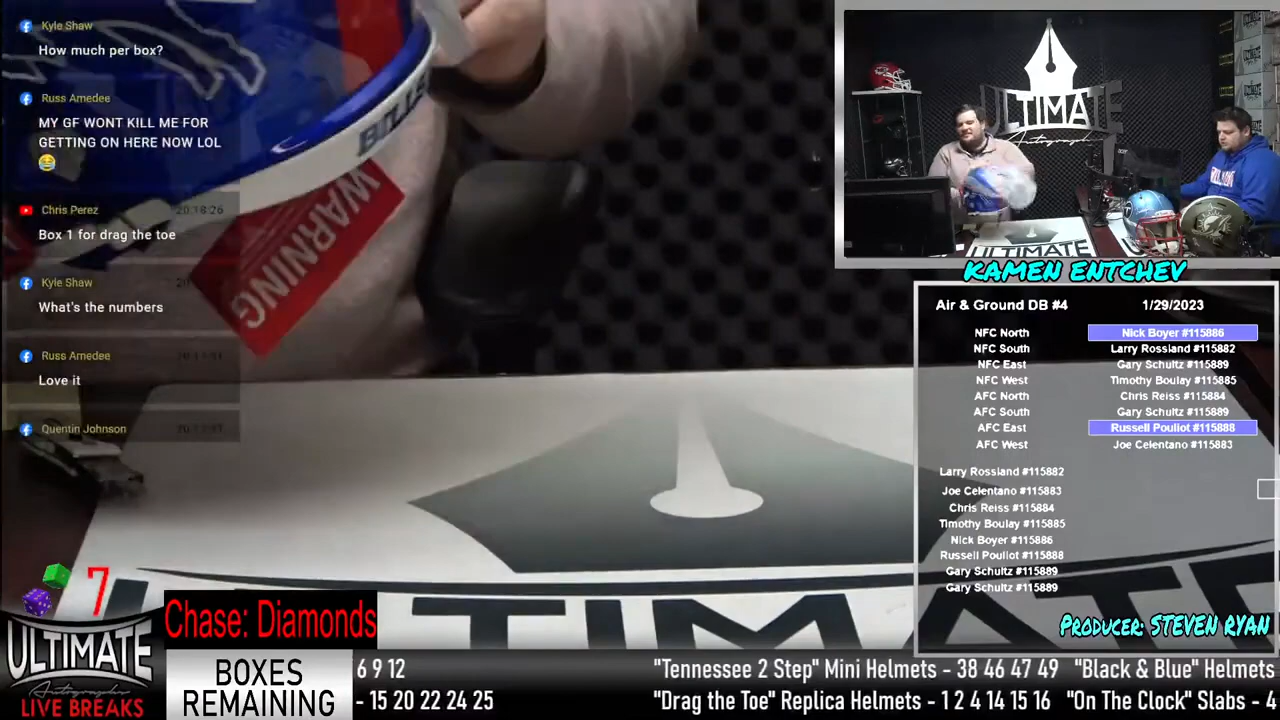 Kyle Shaw
How much per box?
Russ Amedee
MY GF WONT KILL ME FOR
GETTING ON HERE NOW LOL
😂
Chris Perez 20:18:26
Box 1 for drag the toe
Kyle Shaw
What's the numbers
Russ Amedee
Love it
Quentin Johnson
BILLS
WARNING
ULTIMATE
Autographs
ULTIMATE
KAMEN ENTCHEV
Air & Ground DB #4 1/29/2023
NFC North Nick Boyer #115886
NFC South Larry Rossland #115882
NFC East Gary Schultz #115889
NFC West Timothy Boulay #115885
AFC North Chris Reiss #115884
AFC South Gary Schultz #115889
AFC East Russell Pouliot #115888
AFC West Joe Celentano #115883
Larry Rossland #115882
Joe Celentano #115883
Chris Reiss #115884
Timothy Boulay #115885
Nick Boyer #115886
Russell Pouliot #115888
Gary Schultz #115889
Gary Schultz #115889
PRODUCER: STEVEN RYAN
7
ULTIMATE
Autographs
LIVE BREAKS
Chase: Diamonds
BOXES
REMAINING
6 9 12 "Tennessee 2 Step" Mini Helmets - 38 46 47 49 "Black & Blue" Helmets
- 15 20 22 24 25 "Drag the Toe" Replica Helmets - 1 2 4 14 15 16 "On The Clock" Slabs - 4